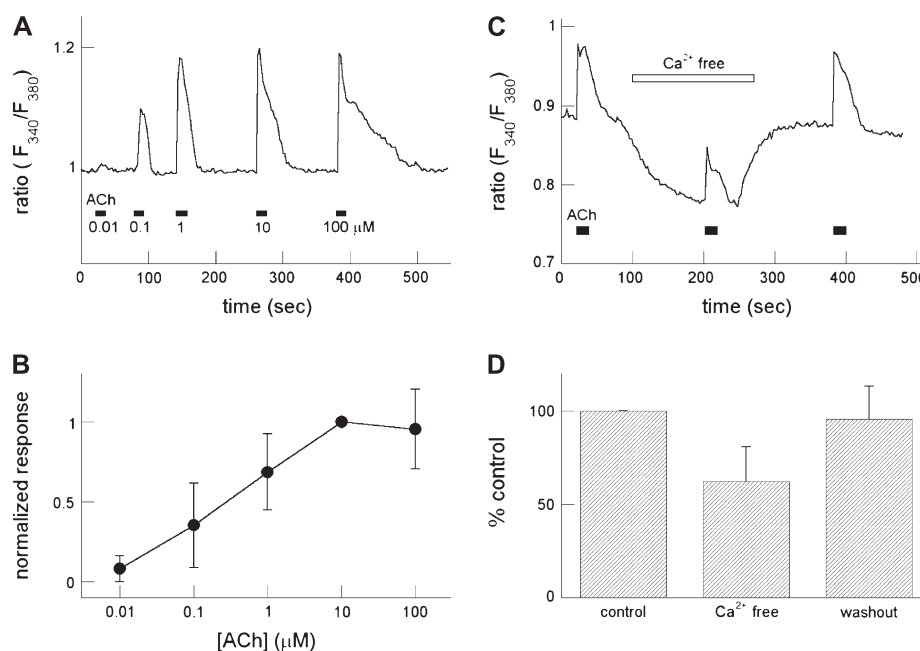 A
1.2
1
ratio (F340/F380)
ACh
0.01 0.1 1 10 100 μM
0 100 200 300 400 500
time (sec)
B
1
0.5
0
normalized response
0.01 0.1 1 10 100
[ACh] (μM)
C
1
0.9
0.8
0.7
ratio (F340/F380)
Ca²⁺ free
ACh
0 100 200 300 400 500
time (sec)
D
100
50
0
% control
control Ca²⁺ free washout